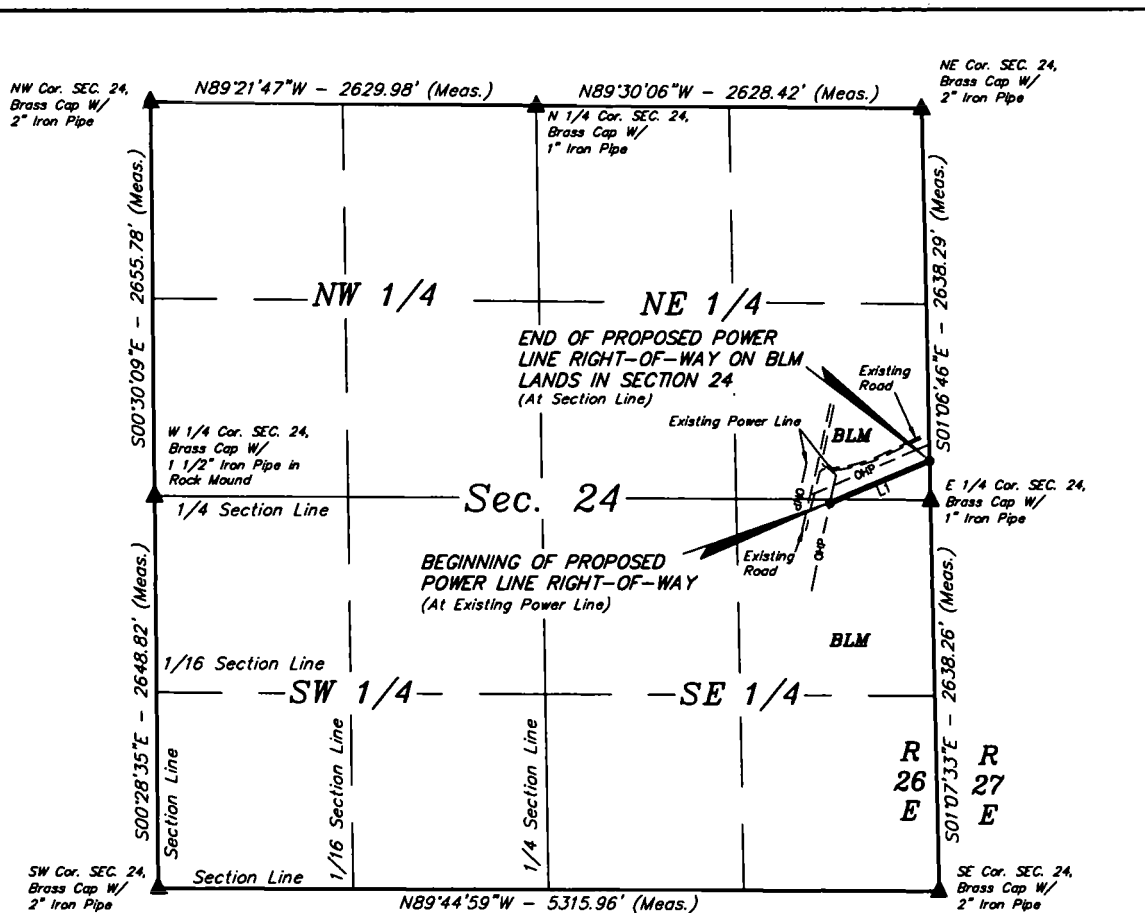 NW Cor. SEC. 24,
Brass Cap W/
2" Iron Pipe
N89°21'47"W - 2629.98' (Meas.)
N89°30'06"W - 2628.42' (Meas.)
NE Cor. SEC. 24,
Brass Cap W/
2" Iron Pipe
N 1/4 Cor. SEC. 24,
Brass Cap W/
1" Iron Pipe
S00°30'09"E - 2655.78' (Meas.)
S01°06'46"E - 2638.29' (Meas.)
NW 1/4
NE 1/4
END OF PROPOSED POWER
LINE RIGHT-OF-WAY ON BLM
LANDS IN SECTION 24
(At Section Line)
Existing
Road
Existing Power Line
BLM
OHP
OHP
L1
W 1/4 Cor. SEC. 24,
Brass Cap W/
1 1/2" Iron Pipe in
Rock Mound
1/4 Section Line
Sec. 24
E 1/4 Cor. SEC. 24,
Brass Cap W/
1" Iron Pipe
BEGINNING OF PROPOSED
POWER LINE RIGHT-OF-WAY
(At Existing Power Line)
Existing
Road
OHP
BLM
S00°28'35"E - 2648.82' (Meas.)
S01°07'33"E - 2638.26' (Meas.)
1/16 Section Line
SW 1/4
SE 1/4
Section Line
1/16 Section Line
1/4 Section Line
R
26
E
R
27
E
SW Cor. SEC. 24,
Brass Cap W/
2" Iron Pipe
Section Line
N89°44'59"W - 5315.96' (Meas.)
SE Cor. SEC. 24,
Brass Cap W/
2" Iron Pipe